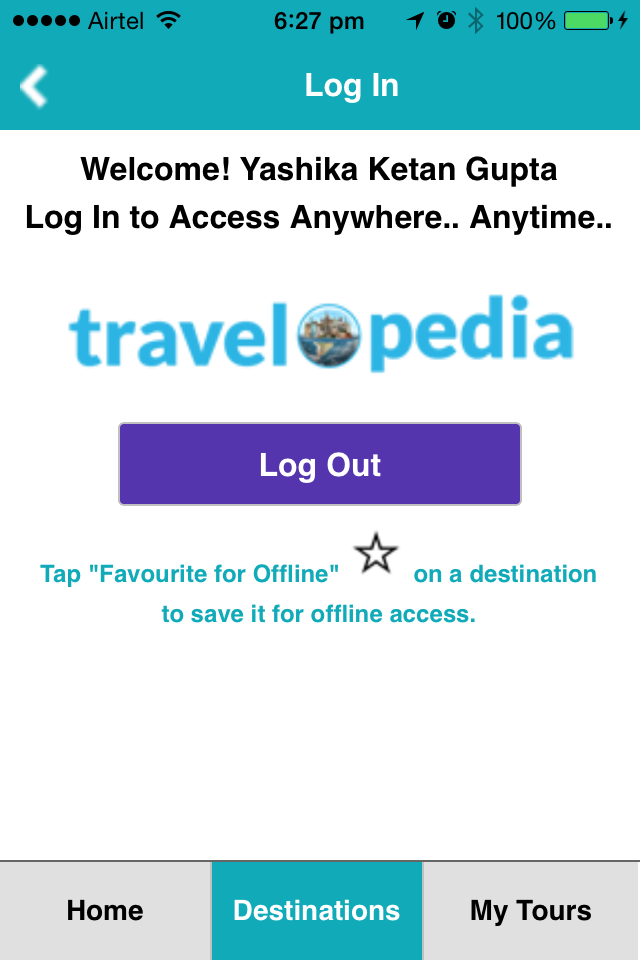 Airtel 6:27 pm 100%
Log In
Welcome! Yashika Ketan Gupta
Log In to Access Anywhere.. Anytime..
travelopedia
Log Out
Tap "Favourite for Offline" on a destination
to save it for offline access.
Home Destinations My Tours